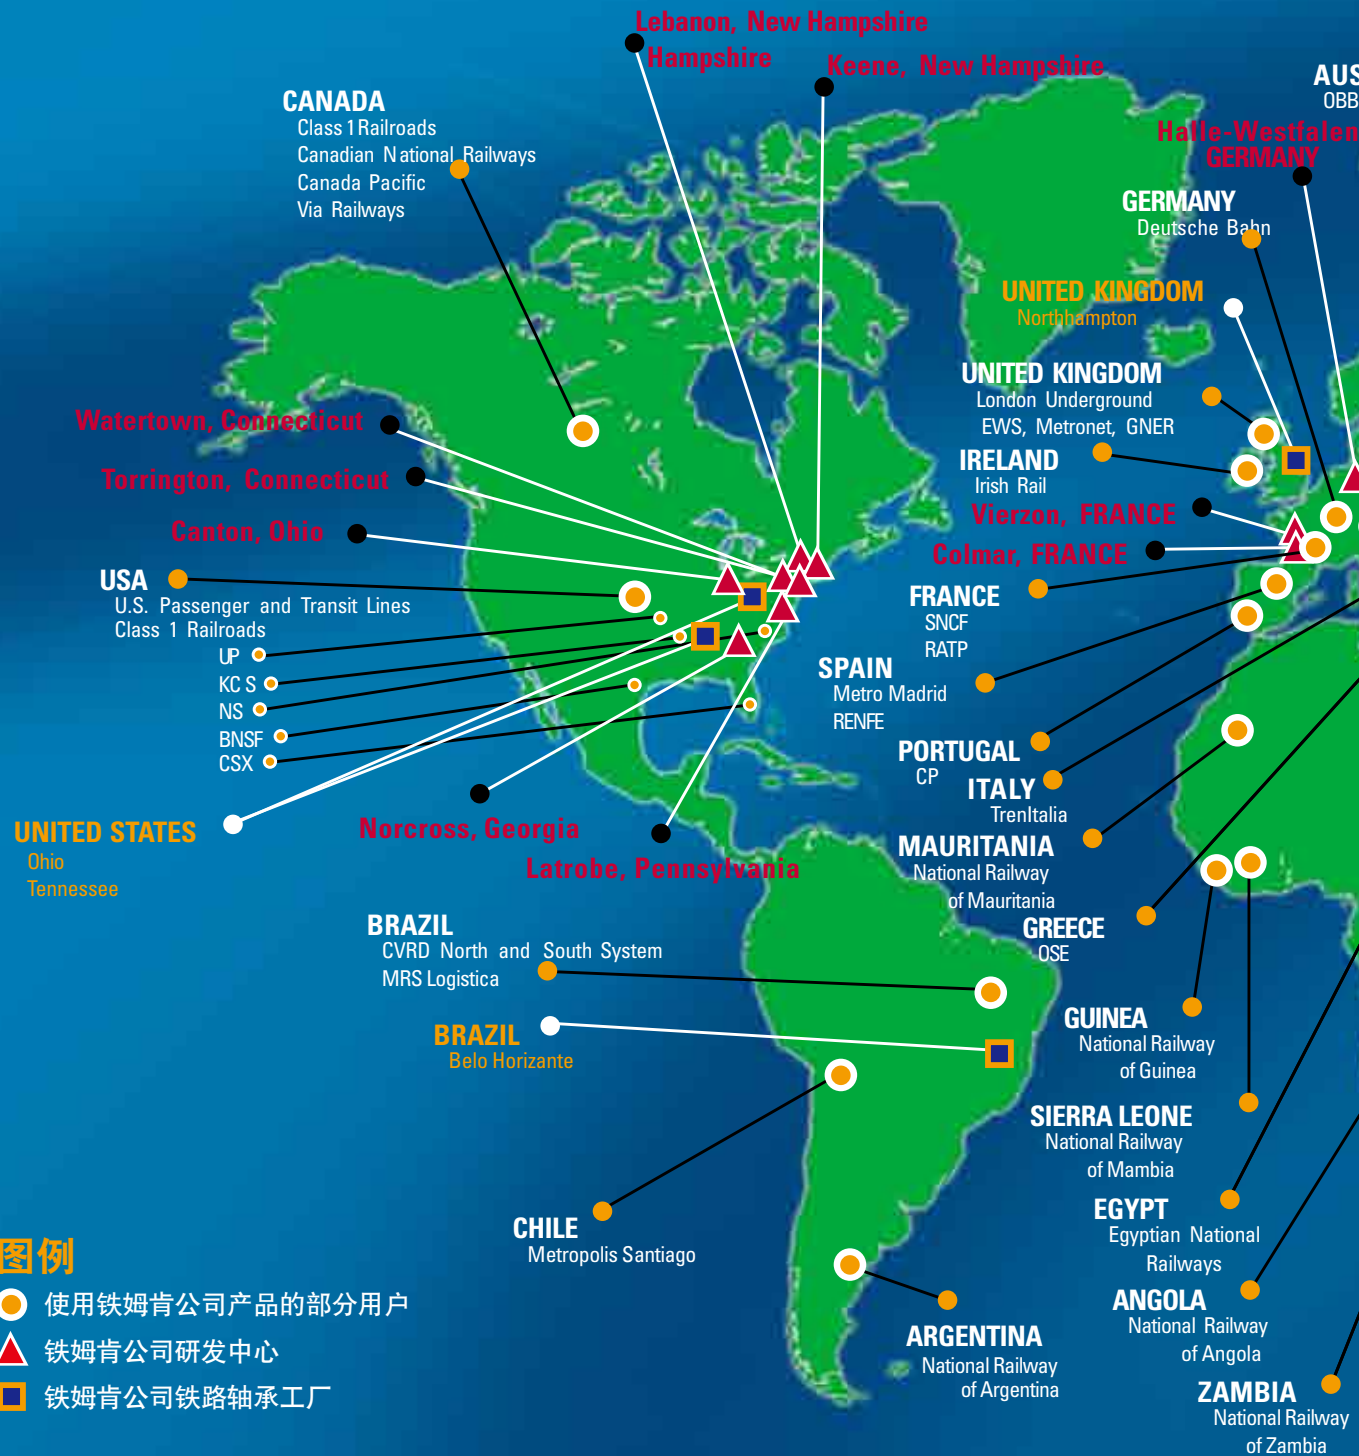 Lebanon, New Hampshire
Hampshire
Keene, New Hampshire
CANADA
Class 1 Railroads
Canadian National Railways
Canada Pacific
Via Railways
AUS
OBB
Halle-Westfalen
GERMANY
GERMANY
Deutsche Bahn
UNITED KINGDOM
Northhampton
UNITED KINGDOM
London Underground
EWS, Metronet, GNER
IRELAND
Irish Rail
Vierzon, FRANCE
Colmar, FRANCE
Watertown, Connecticut
Torrington, Connecticut
Canton, Ohio
USA
U.S. Passenger and Transit Lines
Class 1 Railroads
UP
KC S
NS
BNSF
CSX
UNITED STATES
Ohio
Tennessee
Norcross, Georgia
Latrobe, Pennsylvania
FRANCE
SNCF
RATP
SPAIN
Metro Madrid
RENFE
PORTUGAL
CP
ITALY
TrenItalia
MAURITANIA
National Railway
of Mauritania
GREECE
OSE
BRAZIL
CVRD North and South System
MRS Logistica
BRAZIL
Belo Horizante
GUINEA
National Railway
of Guinea
SIERRA LEONE
National Railway
of Mambia
CHILE
Metropolis Santiago
EGYPT
Egyptian National
Railways
ANGOLA
National Railway
of Angola
ARGENTINA
National Railway
of Argentina
ZAMBIA
National Railway
of Zambia
图例
使用铁姆肯公司产品的部分用户
铁姆肯公司研发中心
铁姆肯公司铁路轴承工厂